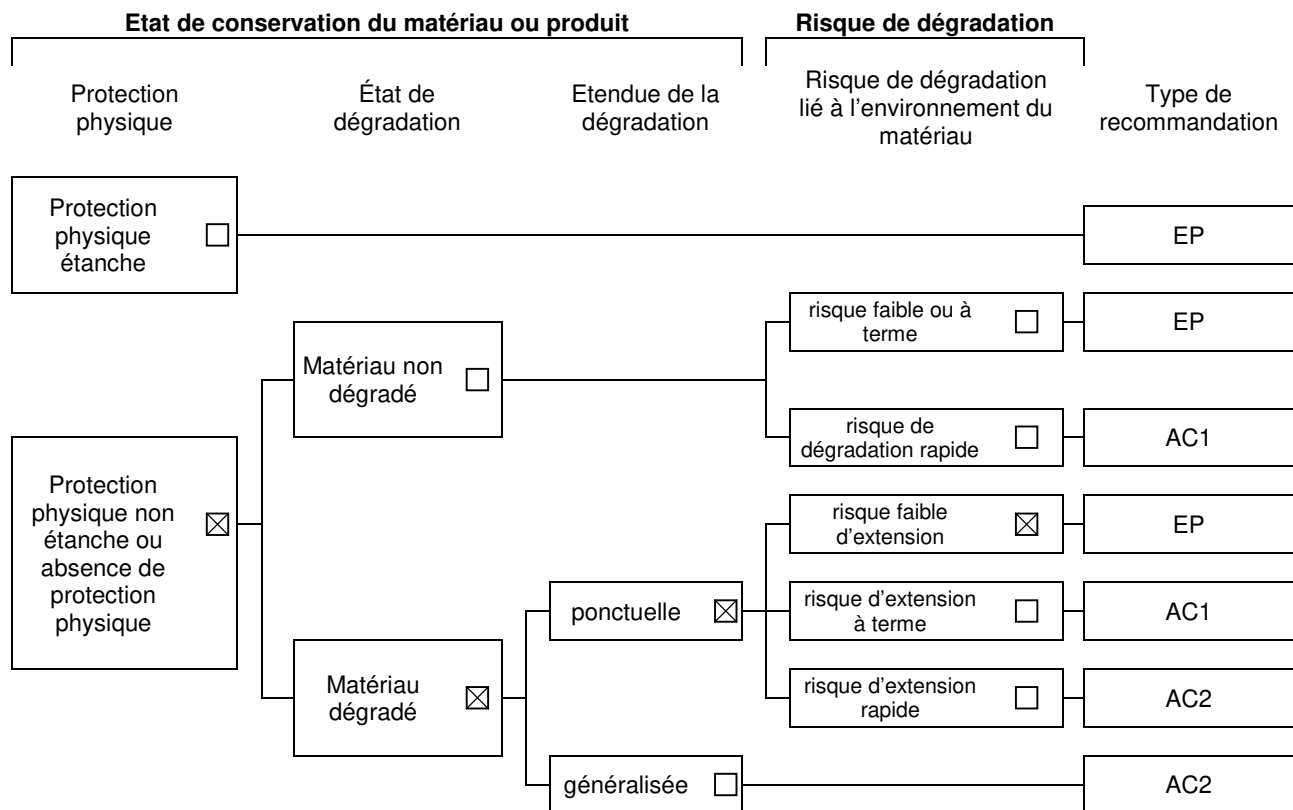 Etat de conservation du matériau ou produit
Risque de dégradation
Protection
physique
État de
dégradation
Etendue de la
dégradation
Risque de dégradation
lié à l'environnement du
matériau
Type de
recommandation
Protection
physique
étanche
EP
risque faible ou à
terme
EP
Matériau non
dégradé
risque de
dégradation rapide
AC1
Protection
physique non
étanche ou
absence de
protection
physique
risque faible
d'extension
EP
ponctuelle
risque d'extension
à terme
AC1
Matériau
dégradé
risque d'extension
rapide
AC2
généralisée
AC2